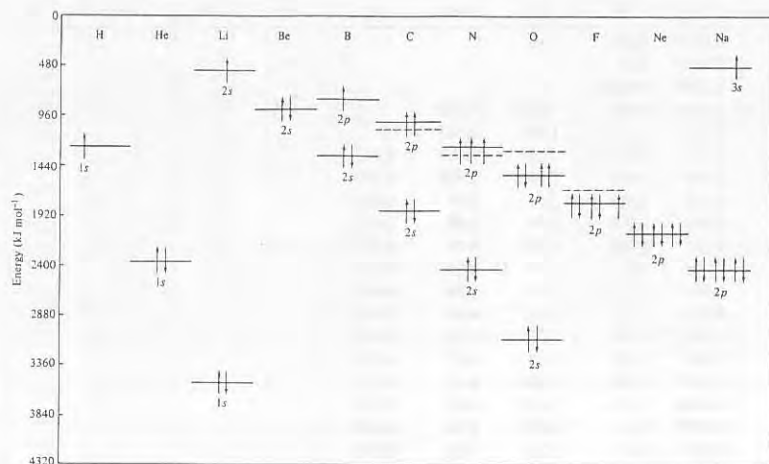 0
H He Li Be B C N O F Ne Na
480
2s
3s
960
2s
2p
2p
1440
1s
2s
2p
2p
1920
2s
2p
2p
2400
1s
2s
2p
2880
3360
2s
1s
3840
4320
Energy (kJ mol⁻¹)